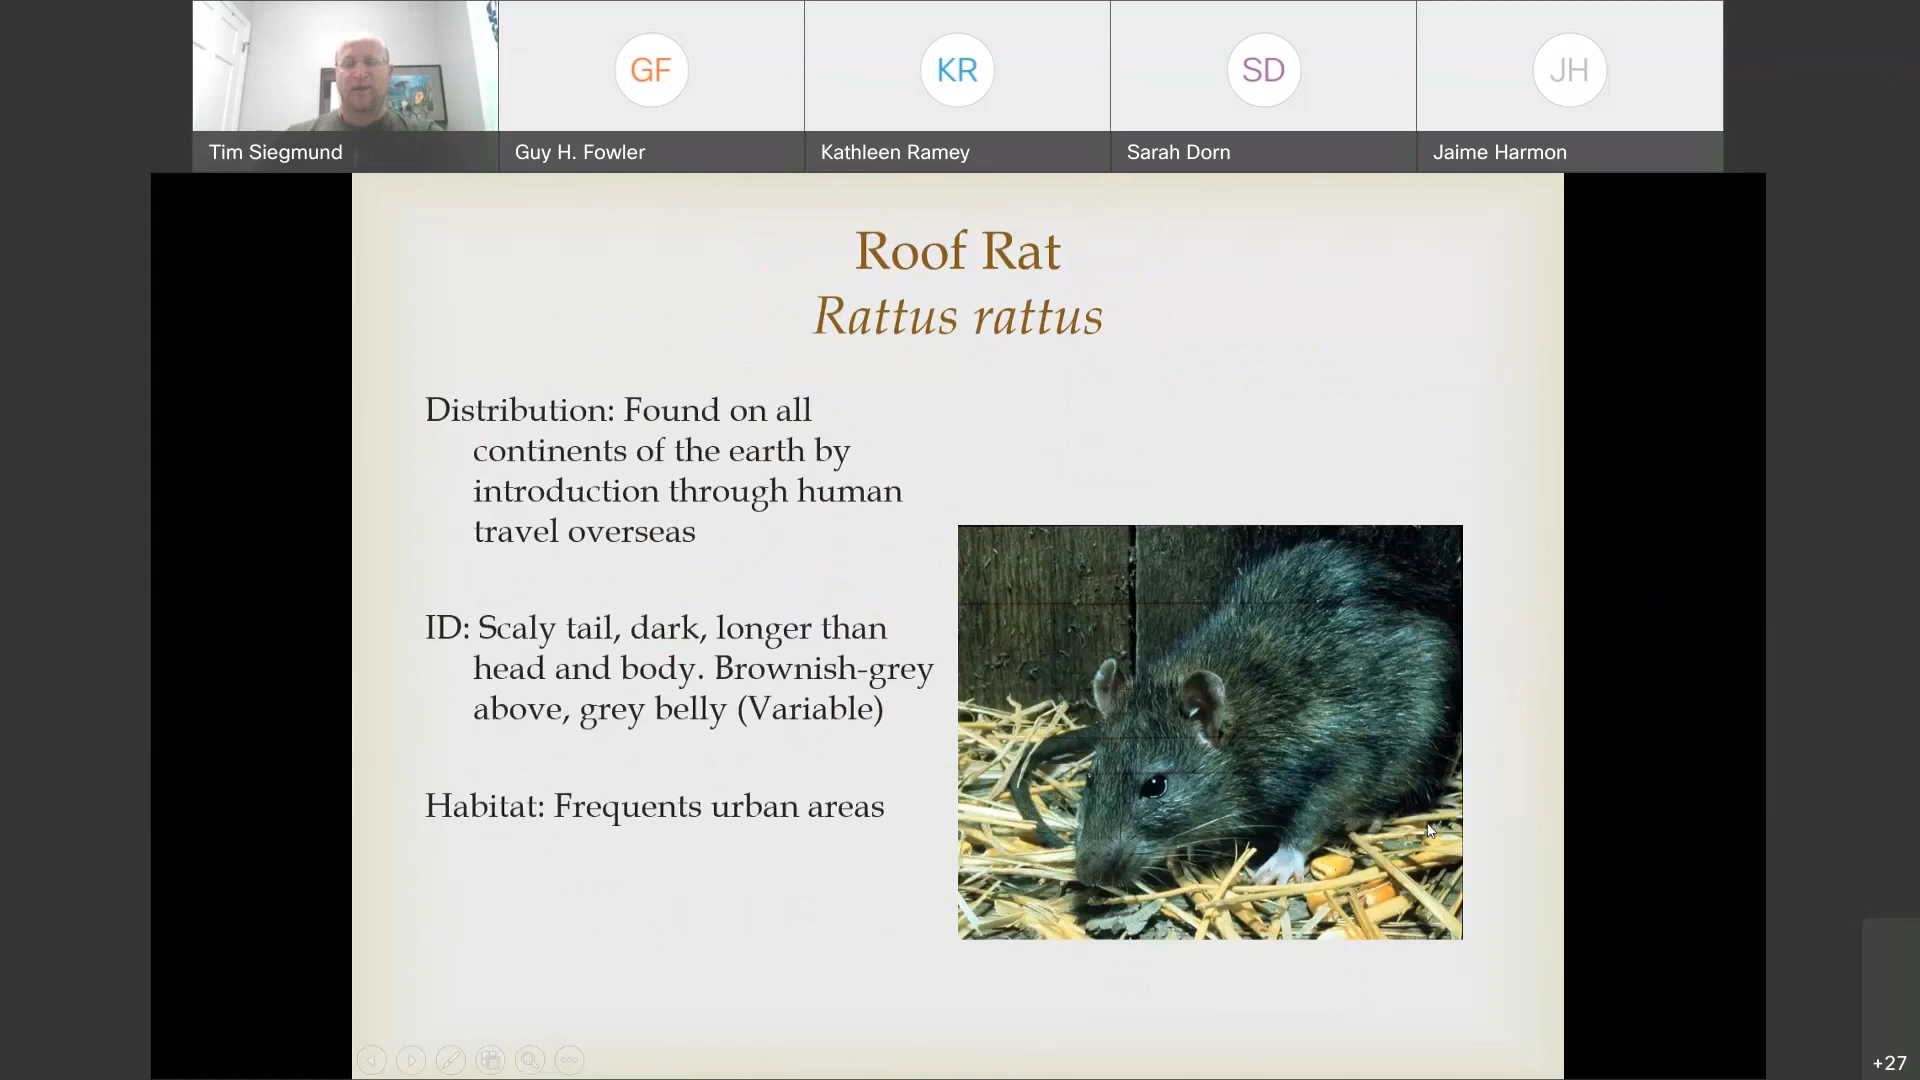 GF
KR
SD
JH
Tim Siegmund
Guy H. Fowler
Kathleen Ramey
Sarah Dorn
Jaime Harmon
Roof Rat
Rattus rattus
Distribution: Found on all
continents of the earth by
introduction through human
travel overseas
ID: Scaly tail, dark, longer than
head and body. Brownish-grey
above, grey belly (Variable)
Habitat: Frequents urban areas
+27